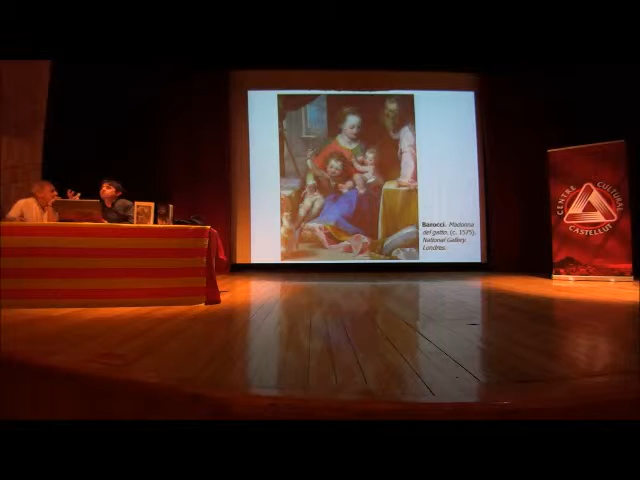 Barocci. Madonna
del gatto. (c. 1575).
National Gallery.
Londres.
CENTRE CULTURAL
CASTELLUT